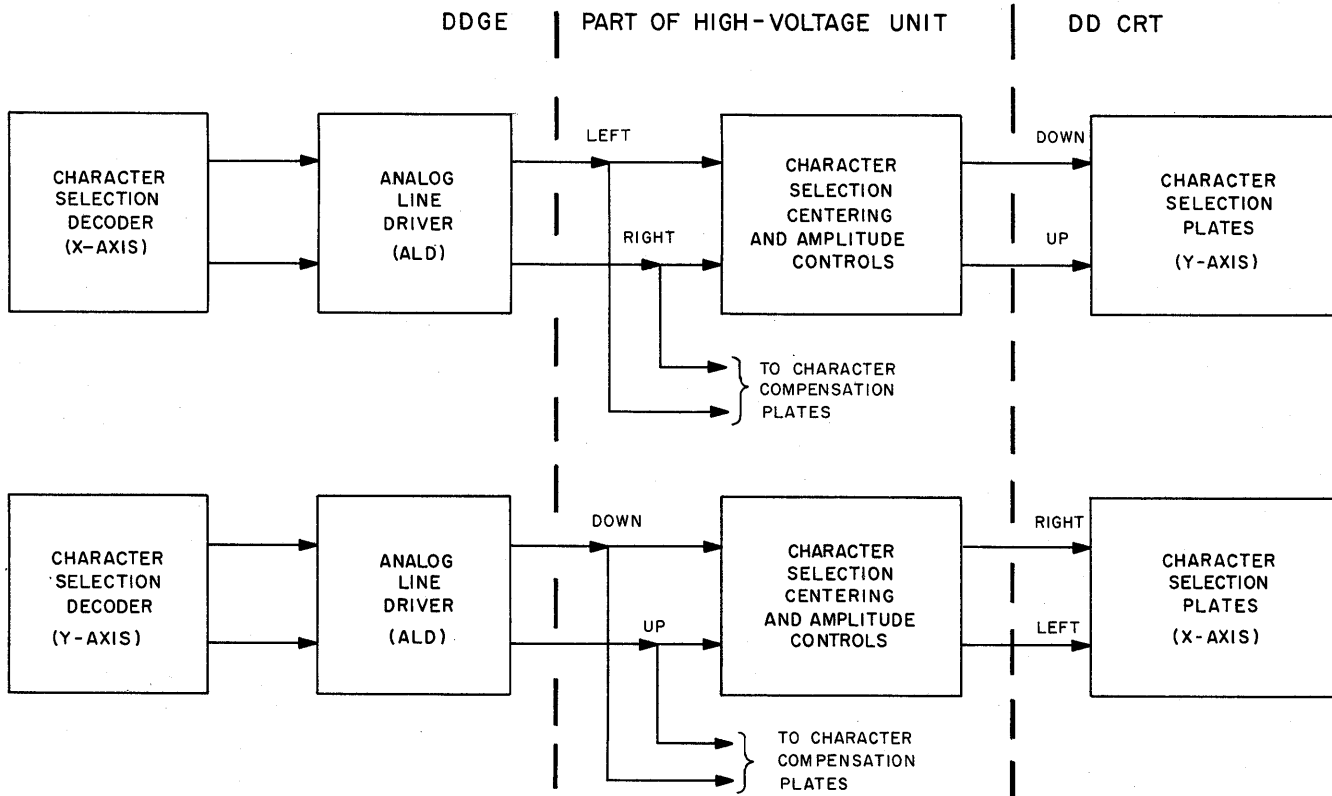 DDGE
PART OF HIGH-VOLTAGE UNIT
DD CRT
CHARACTER
SELECTION
DECODER
(X-AXIS)
ANALOG
LINE
DRIVER
(ALD)
LEFT
RIGHT
CHARACTER
SELECTION
CENTERING
AND AMPLITUDE
CONTROLS
DOWN
UP
CHARACTER
SELECTION
PLATES
(Y-AXIS)
TO CHARACTER
COMPENSATION
PLATES
CHARACTER
SELECTION
DECODER
(Y-AXIS)
ANALOG
LINE
DRIVER
(ALD)
DOWN
UP
CHARACTER
SELECTION
CENTERING
AND AMPLITUDE
CONTROLS
RIGHT
LEFT
CHARACTER
SELECTION
PLATES
(X-AXIS)
TO CHARACTER
COMPENSATION
PLATES